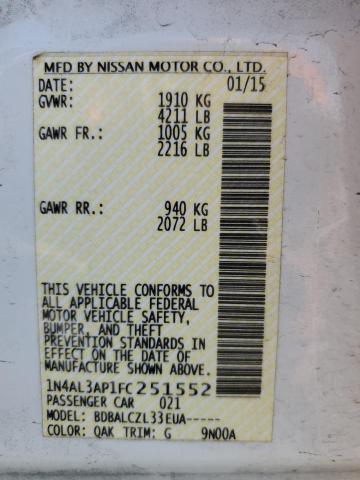 MFD BY NISSAN MOTOR CO., LTD.
DATE: 01/15
GVWR: 1910 KG
4211 LB
GAWR FR.: 1005 KG
2216 LB
GAWR RR.: 940 KG
2072 LB
THIS VEHICLE CONFORMS TO
ALL APPLICABLE FEDERAL
MOTOR VEHICLE SAFETY,
BUMPER, AND THEFT
PREVENTION STANDARDS IN
EFFECT ON THE DATE OF
MANUFACTURE SHOWN ABOVE.
1N4AL3AP1FC251552
PASSENGER CAR 021
MODEL: BDBALCZL33EUA-----
COLOR: QAK TRIM: G 9N00A